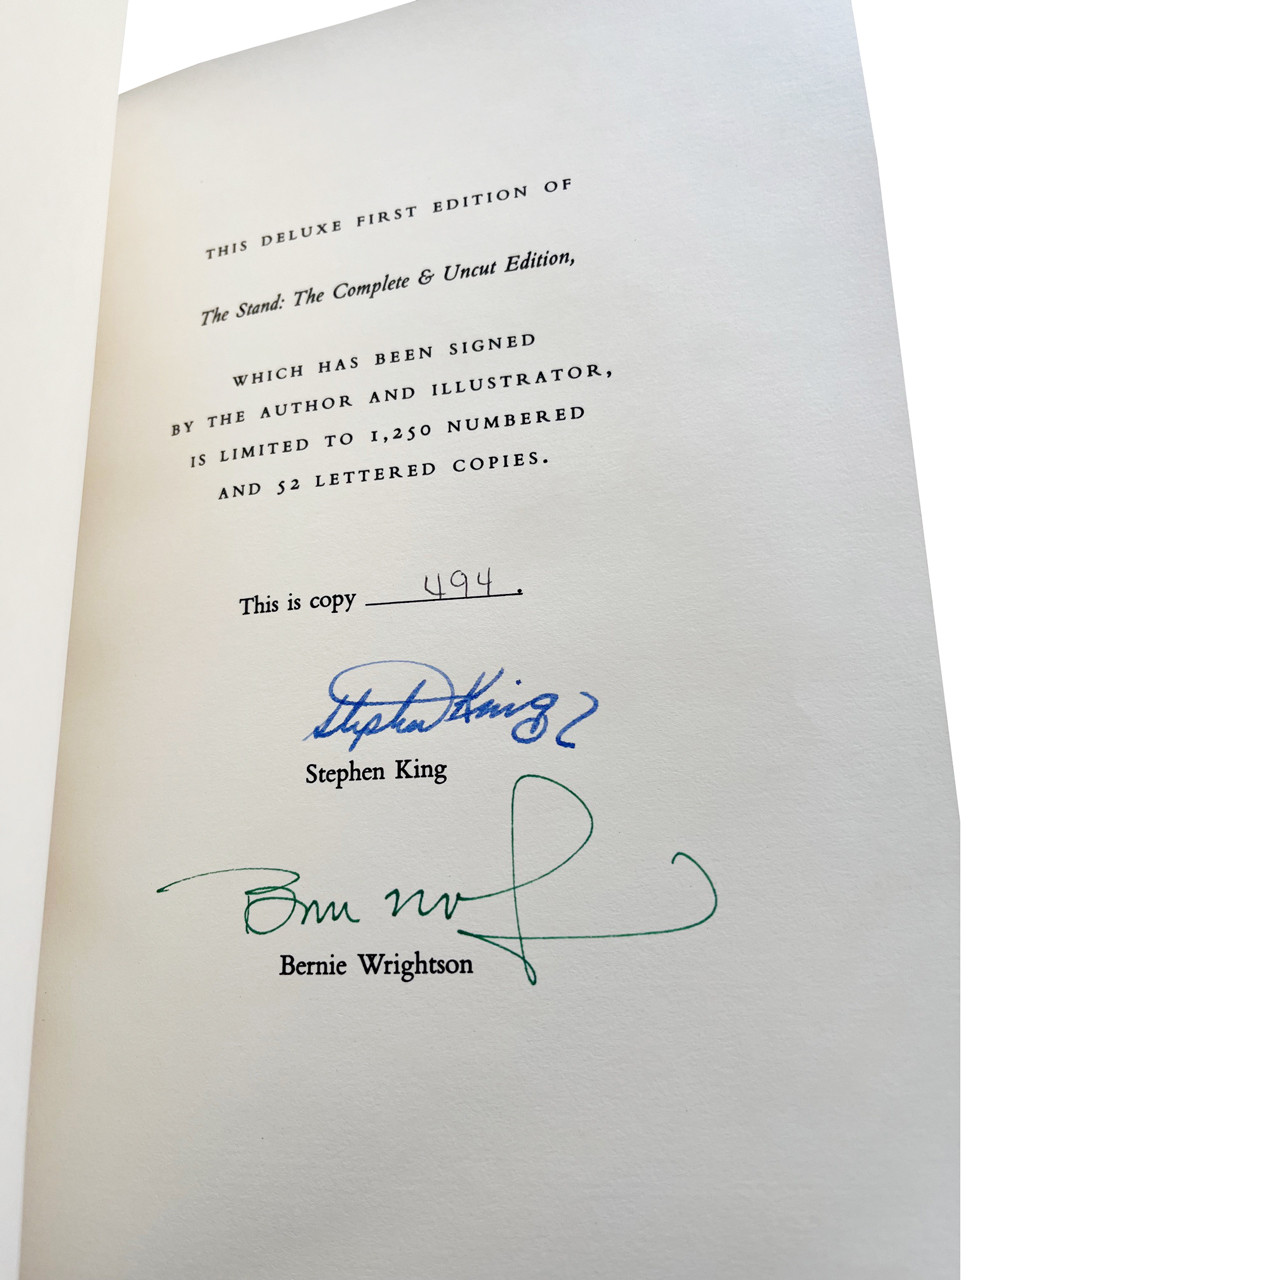 THIS DELUXE FIRST EDITION OF
The Stand: The Complete & Uncut Edition,
WHICH HAS BEEN SIGNED
BY THE AUTHOR AND ILLUSTRATOR,
IS LIMITED TO 1,250 NUMBERED
AND 52 LETTERED COPIES.
This is copy 494.
Stephen King
Stephen King
Bernie Wrightson